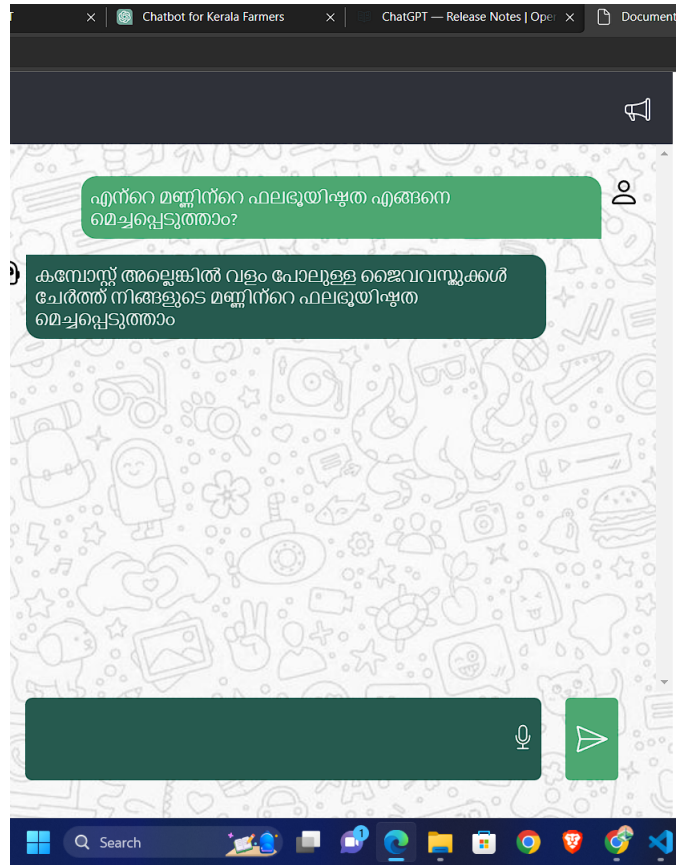 T
Chatbot for Kerala Farmers
ChatGPT — Release Notes | Oper
Document
എന്റെ മണ്ണിന്റെ ഫലഭൂയിഷ്ഠത എങ്ങനെ
മെച്ചപ്പെടുത്താം?
കമ്പോസ്റ്റ് അല്ലെങ്കിൽ വളം പോലുള്ള ജൈവവസ്തുക്കൾ
ചേർത്ത് നിങ്ങളുടെ മണ്ണിന്റെ ഫലഭൂയിഷ്ഠത
മെച്ചപ്പെടുത്താം
Search
1